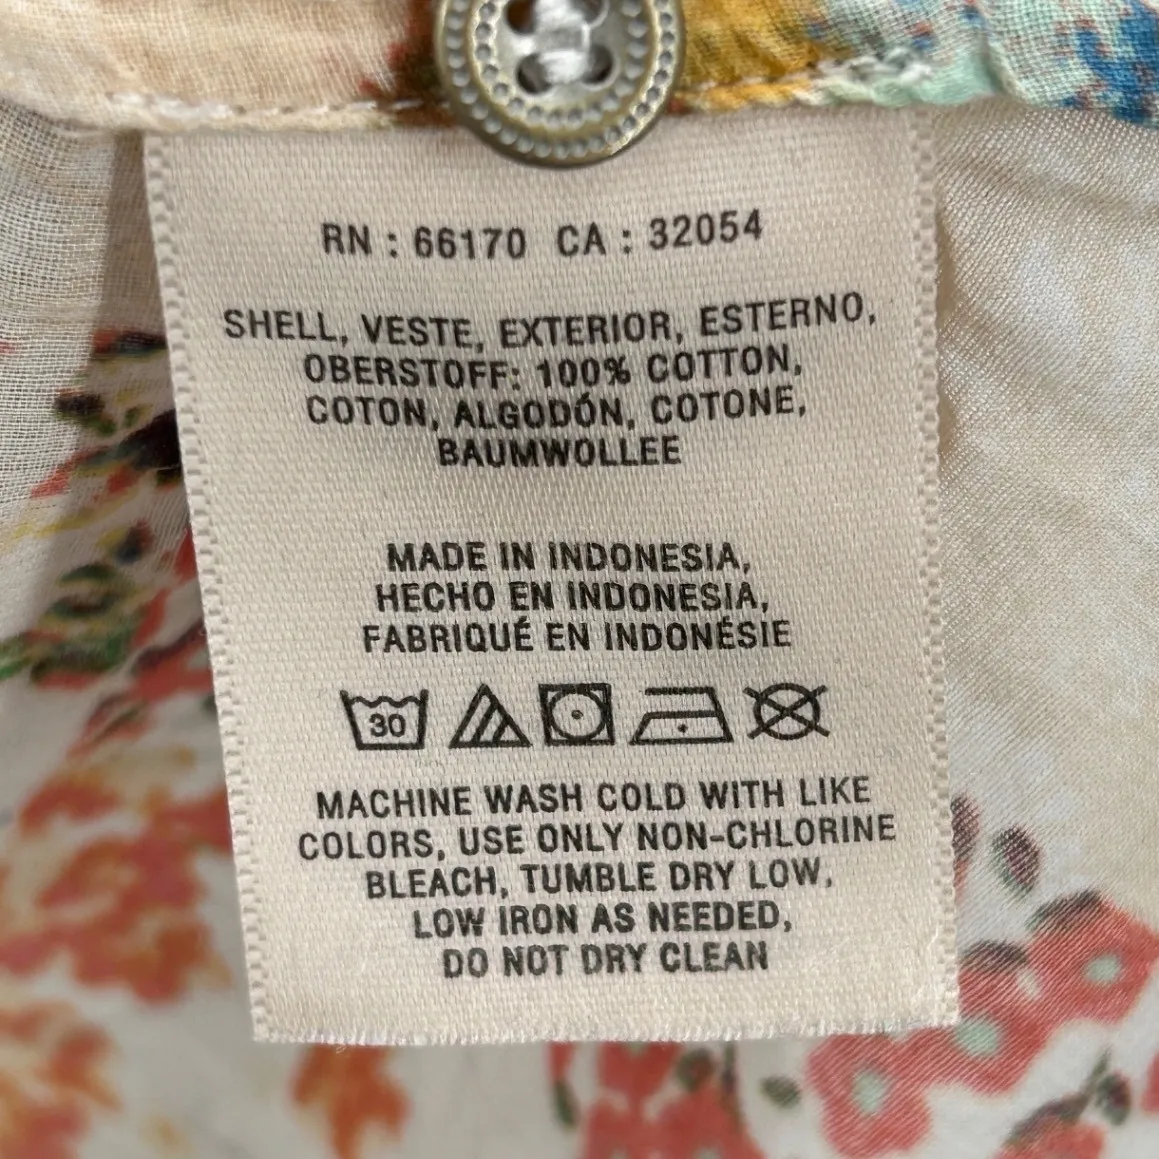 RN : 66170 CA : 32054
SHELL, VESTE, EXTERIOR, ESTERNO,
OBERSTOFF: 100% COTTON,
COTON, ALGODÓN, COTONE,
BAUMWOLLEE
MADE IN INDONESIA,
HECHO EN INDONESIA,
FABRIQUÉ EN INDONÉSIE
30
MACHINE WASH COLD WITH LIKE
COLORS, USE ONLY NON-CHLORINE
BLEACH, TUMBLE DRY LOW,
LOW IRON AS NEEDED,
DO NOT DRY CLEAN